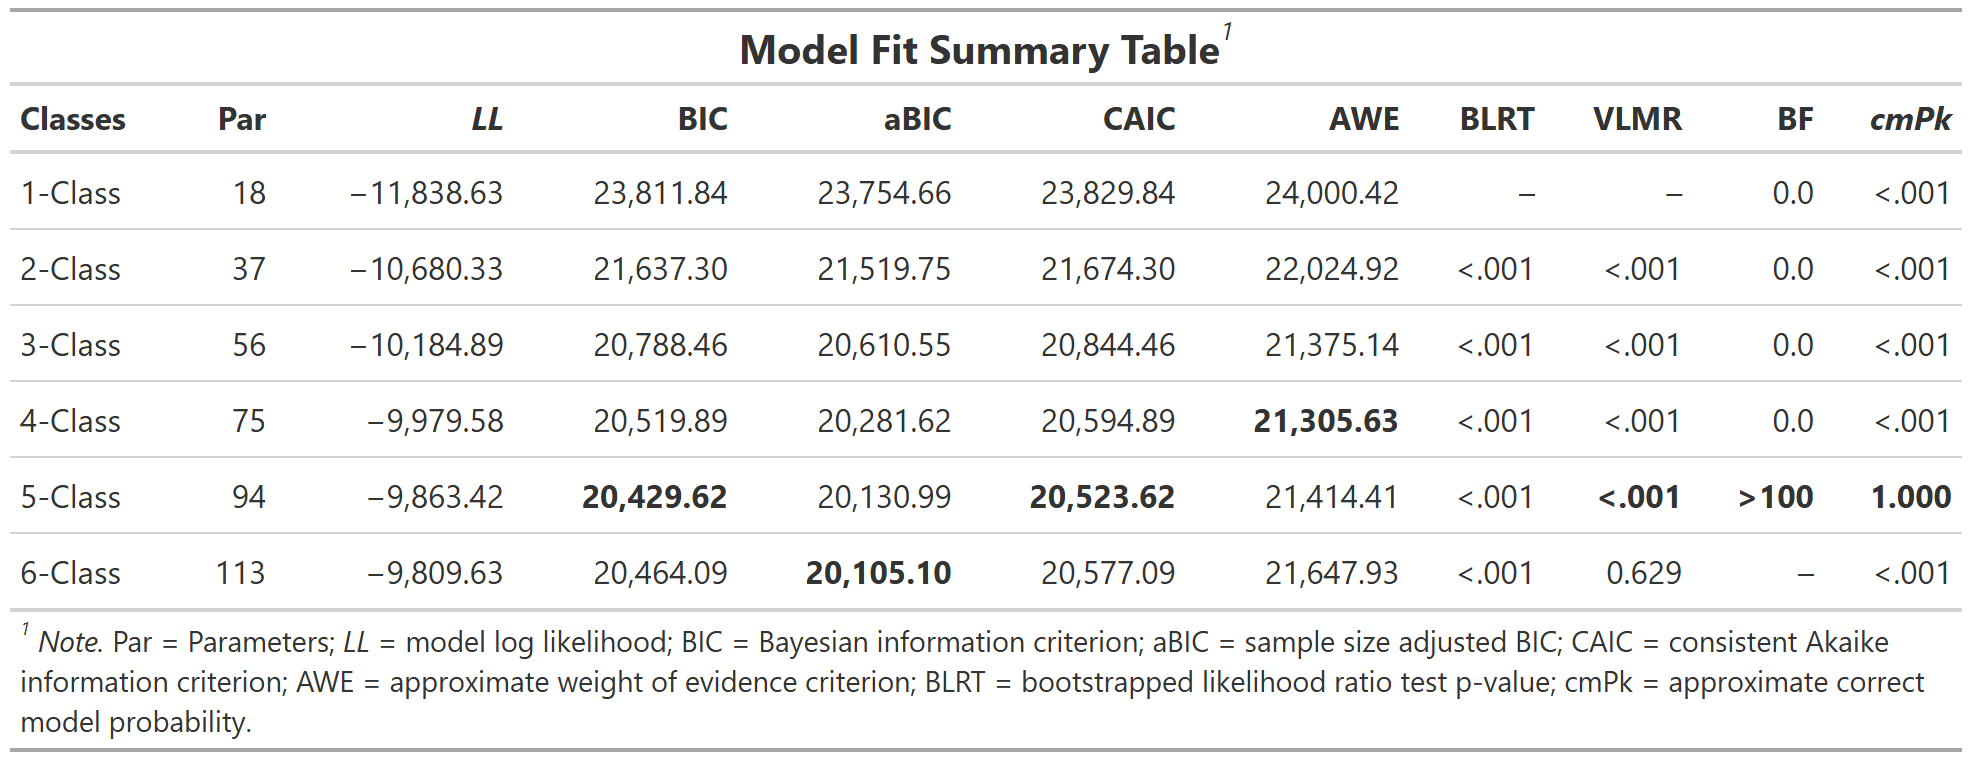 Model Fit Summary Table1
Classes Par LL BIC aBIC CAIC AWE BLRT VLMR BF cmPk
1-Class 18 −11,838.63 23,811.84 23,754.66 23,829.84 24,000.42 – – 0.0 <.001
2-Class 37 −10,680.33 21,637.30 21,519.75 21,674.30 22,024.92 <.001 <.001 0.0 <.001
3-Class 56 −10,184.89 20,788.46 20,610.55 20,844.46 21,375.14 <.001 <.001 0.0 <.001
4-Class 75 −9,979.58 20,519.89 20,281.62 20,594.89 21,305.63 <.001 <.001 0.0 <.001
5-Class 94 −9,863.42 20,429.62 20,130.99 20,523.62 21,414.41 <.001 <.001 >100 1.000
6-Class 113 −9,809.63 20,464.09 20,105.10 20,577.09 21,647.93 <.001 0.629 – <.001
1 Note. Par = Parameters; LL = model log likelihood; BIC = Bayesian information criterion; aBIC = sample size adjusted BIC; CAIC = consistent Akaike
information criterion; AWE = approximate weight of evidence criterion; BLRT = bootstrapped likelihood ratio test p-value; cmPk = approximate correct
model probability.